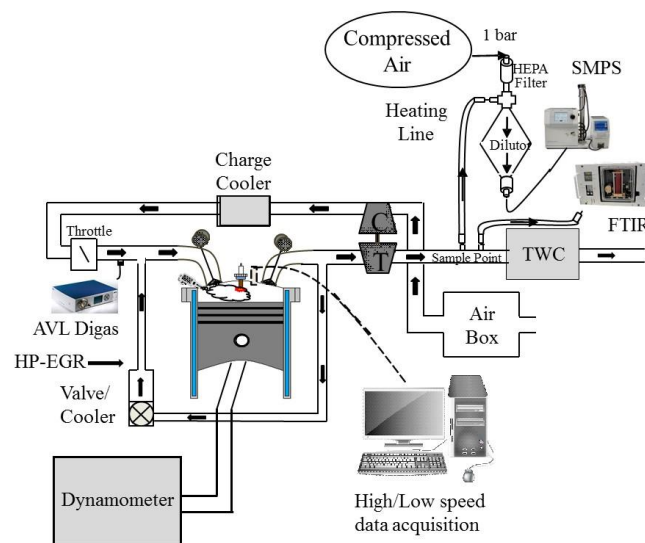 Compressed
Air
1 bar
HEPA
Filter
SMPS
Heating
Line
Dilutor
Charge
Cooler
FTIR
Throttle
C
T
Sample Point
TWC
AVL Digas
Air
Box
HP-EGR
Valve/
Cooler
Dynamometer
High/Low speed
data acquisition